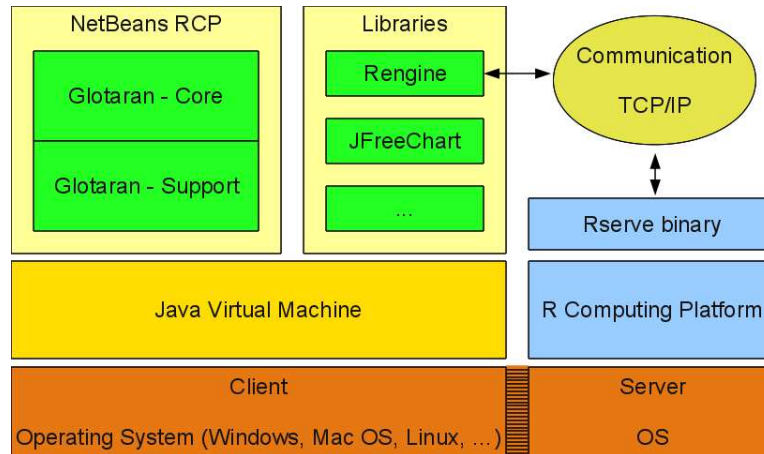 NetBeans RCP
Glotaran - Core
Glotaran - Support
Libraries
Rengine
JFreeChart
...
Communication
TCP/IP
Rserve binary
Java Virtual Machine
R Computing Platform
Client
Operating System (Windows, Mac OS, Linux, ...)
Server
OS